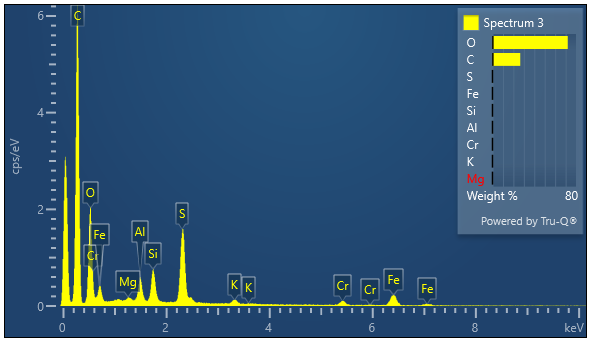 Spectrum 3
O
C
S
Fe
Si
Al
Cr
K
Mg
Weight % 80
Powered by Tru-Q®
cps/eV
6
4
2
0
C
O
Fe
Cr
Mg
Al
Si
S
K
K
Cr
Cr
Fe
Fe
0 2 4 6 8 keV